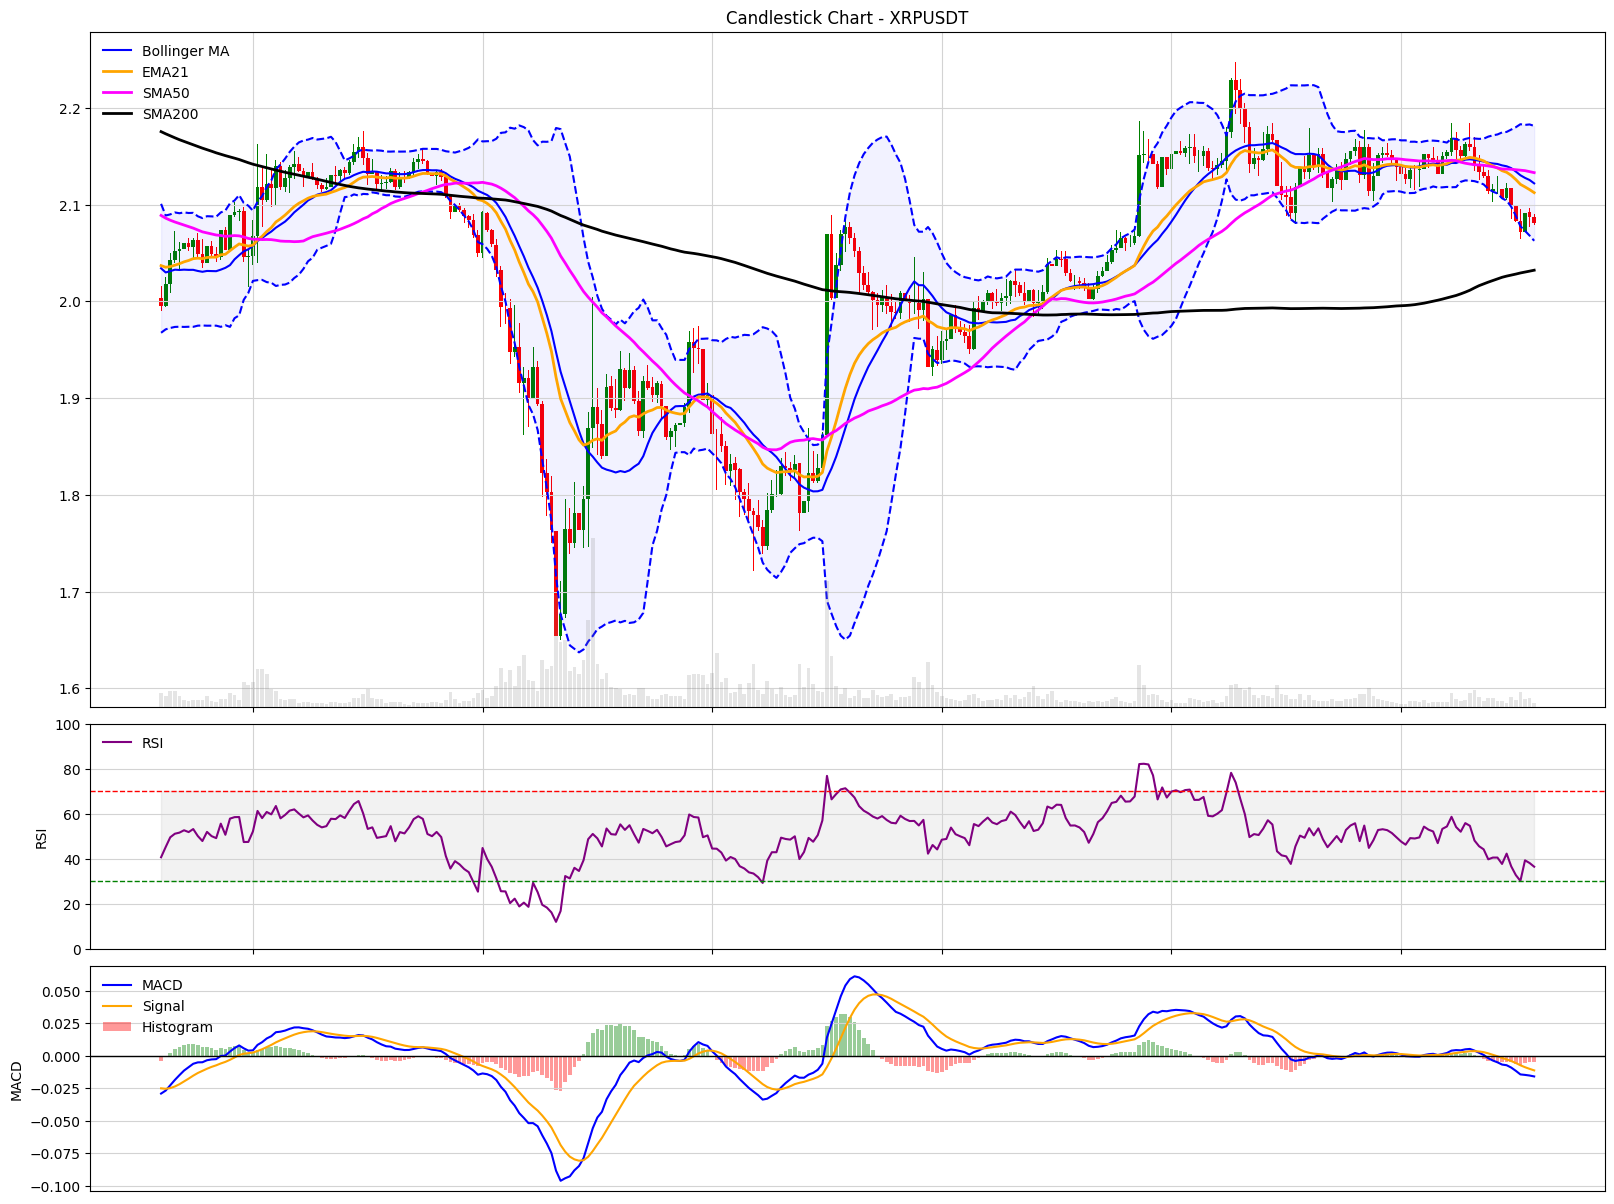 Candlestick Chart - XRPUSDT
Bollinger MA
EMA21
SMA50
SMA200
2.2
2.1
2.0
1.9
1.8
1.7
1.6
100
RSI
80
60
40
20
0
RSI
MACD
Signal
Histogram
0.050
0.025
0.000
−0.025
−0.050
−0.075
−0.100
MACD